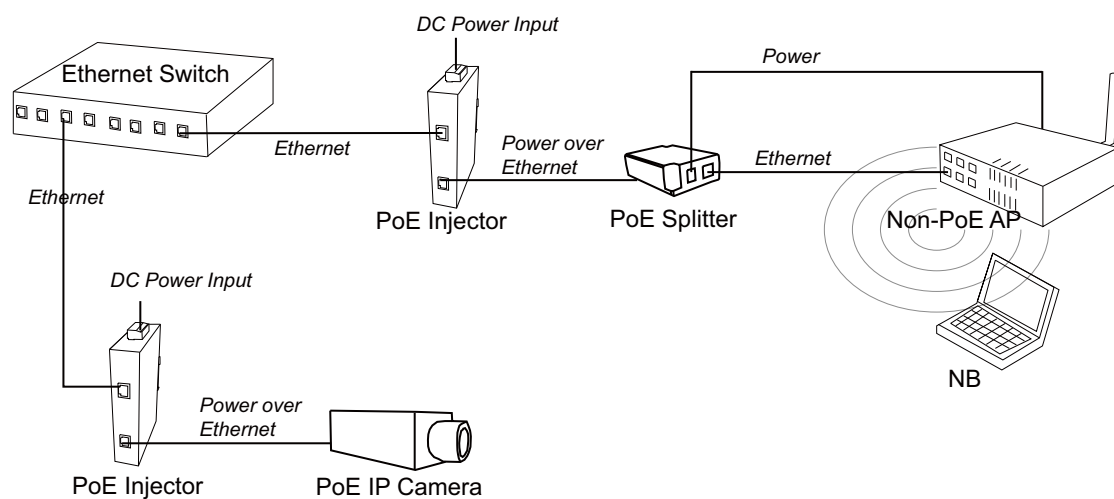 DC Power Input
Ethernet Switch
Power
Ethernet
Power over
Ethernet
Ethernet
Ethernet
PoE Injector
PoE Splitter
Non-PoE AP
DC Power Input
NB
Power over
Ethernet
PoE Injector
PoE IP Camera